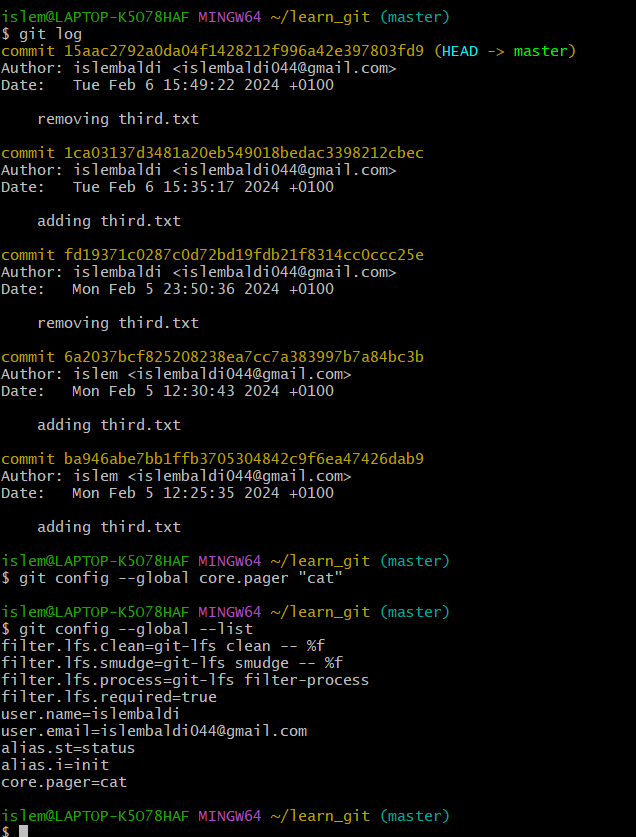 islem@LAPTOP-K5O78HAF MINGW64 ~/learn_git (master)
$ git log
commit 15aac2792a0da04f1428212f996a42e397803fd9 (HEAD -> master)
Author: islembaldi <islembaldi044@gmail.com>
Date:   Tue Feb 6 15:49:22 2024 +0100

    removing third.txt

commit 1ca03137d3481a20eb549018bedac3398212cbec
Author: islembaldi <islembaldi044@gmail.com>
Date:   Tue Feb 6 15:35:17 2024 +0100

    adding third.txt

commit fd19371c0287c0d72bd19fdb21f8314cc0ccc25e
Author: islembaldi <islembaldi044@gmail.com>
Date:   Mon Feb 5 23:50:36 2024 +0100

    removing third.txt

commit 6a2037bcf825208238ea7cc7a383997b7a84bc3b
Author: islem <islembaldi044@gmail.com>
Date:   Mon Feb 5 12:30:43 2024 +0100

    adding third.txt

commit ba946abe7bb1ffb3705304842c9f6ea47426dab9
Author: islem <islembaldi044@gmail.com>
Date:   Mon Feb 5 12:25:35 2024 +0100

    adding third.txt

islem@LAPTOP-K5O78HAF MINGW64 ~/learn_git (master)
$ git config --global core.pager "cat"

islem@LAPTOP-K5O78HAF MINGW64 ~/learn_git (master)
$ git config --global --list
filter.lfs.clean=git-lfs clean -- %f
filter.lfs.smudge=git-lfs smudge -- %f
filter.lfs.process=git-lfs filter-process
filter.lfs.required=true
user.name=islembaldi
user.email=islembaldi044@gmail.com
alias.st=status
alias.i=init
core.pager=cat

islem@LAPTOP-K5O78HAF MINGW64 ~/learn_git (master)
$